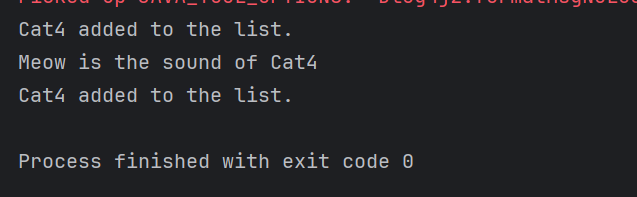 Cat4 added to the list.
Meow is the sound of Cat4
Cat4 added to the list.
Process finished with exit code 0